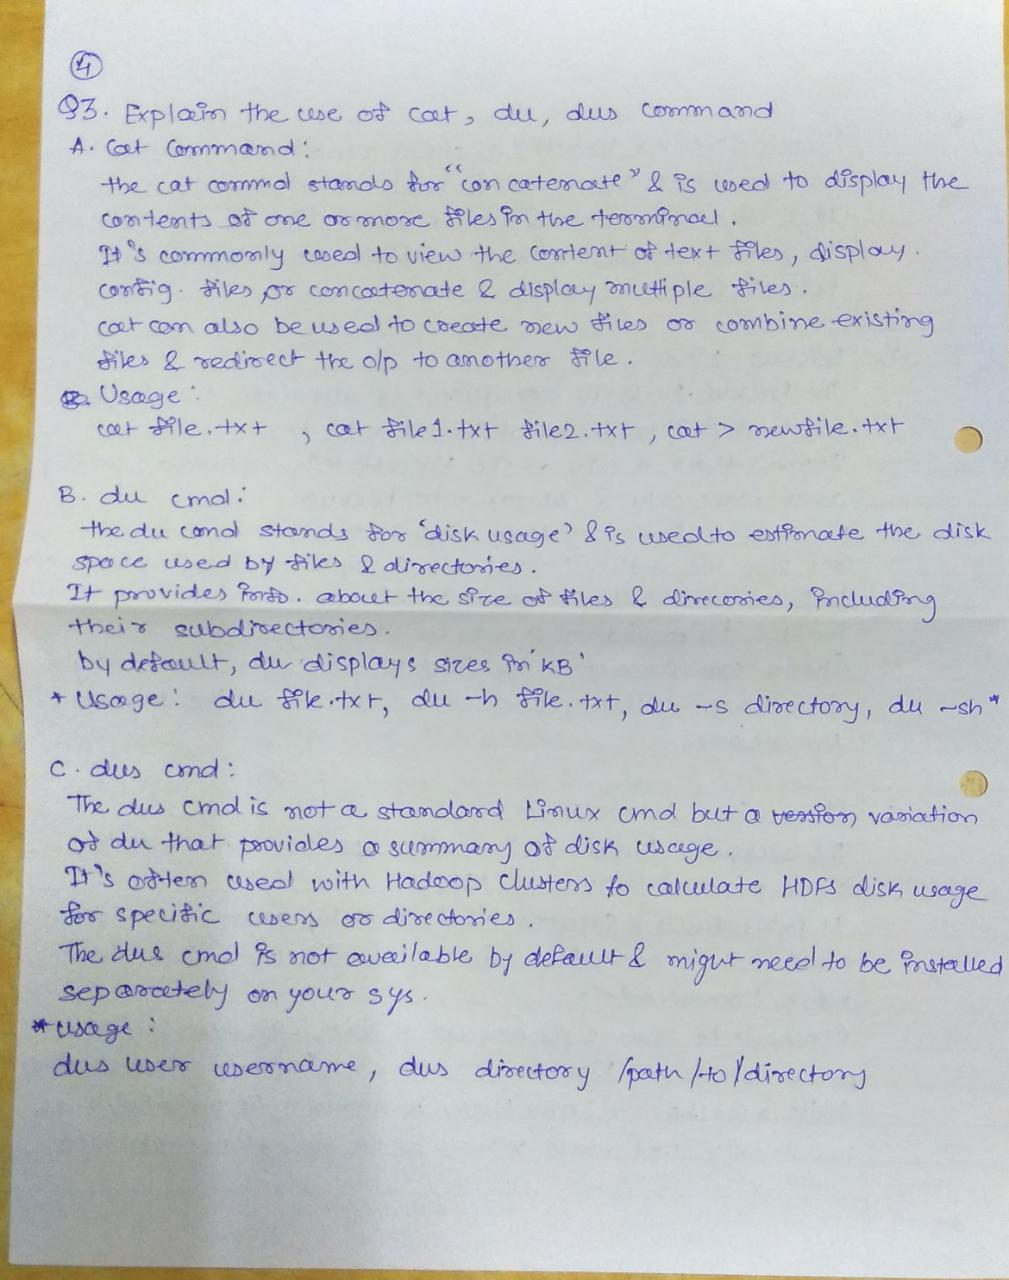 4
Q3. Explain the use of cat, du, dus command
A. Cat Command:
the cat commd stands for "concatenate" & is used to display the
contents of one or more files in the terminal.
It's commonly used to view the content of text files, display.
config. files, or concatenate & display multiple files.
cat can also be used to create new files or combine existing
files & redirect the o/p to another file.
Usage:
cat file.txt , cat file1.txt file2.txt, cat > newfile.txt
B. du cmd:
the du cmd stands for 'disk usage' & is used to estimate the disk
space used by files & directories.
It provides info. about the size of files & direcories, including
their subdirectories.
by default, du displays sizes in 'KB'
* Usage: du file.txt, du -h file.txt, du -s directory, du -sh*
C. dus cmd:
The dus cmd is not a standard Linux cmd but a version variation
of du that provides a summary of disk usage.
It's often used with Hadoop clusters to calculate HDFS disk usage
for specific users or directories.
The dus cmd is not available by default & might need to be installed
separately on your sys.
* usage:
dus user username, dus directory /path/to/directory